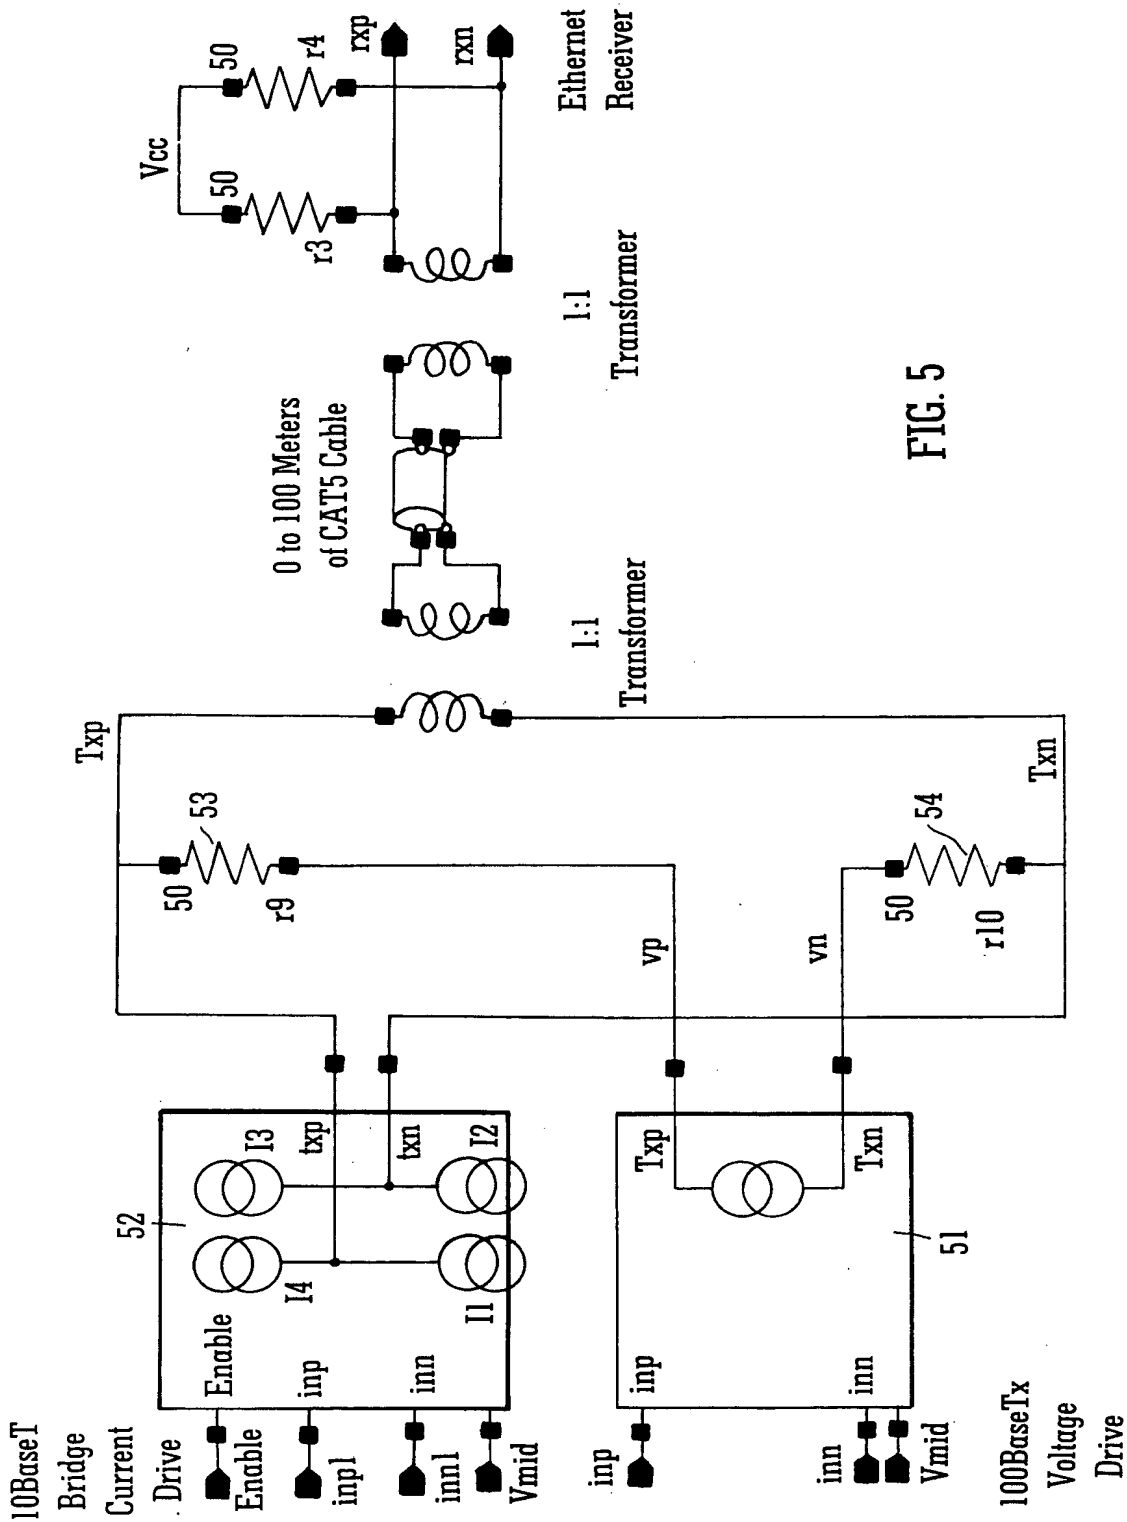 10BaseT
Bridge
Current
Drive
Enable
inp1
inn1
Vmid
Enable
inp
inn
52
I4
I3
I1
I2
txp
txn
Txp
50
53
r9
vp
vn
50
54
r10
Txn
1:1
Transformer
0 to 100 Meters
of CAT5 Cable
1:1
Transformer
Vcc
50
r3
50
r4
rxp
rxn
Ethernet
Receiver
inp
inn
Vmid
inp
inn
Txp
Txn
51
100BaseTx
Voltage
Drive
FIG. 5